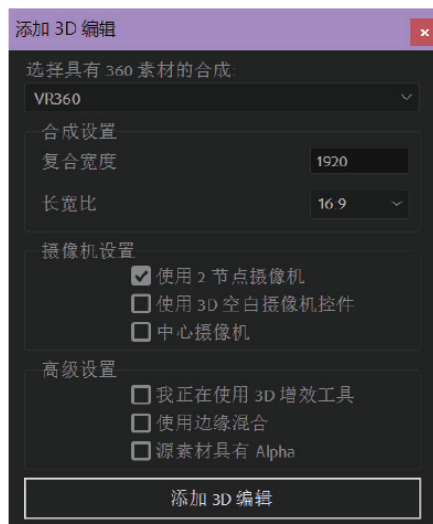 添加 3D 编辑
选择具有 360 素材的合成:
VR360
合成设置
复合宽度 1920
长宽比 16:9
摄像机设置
使用 2 节点摄像机
使用 3D 空白摄像机控件
中心摄像机
高级设置
我正在使用 3D 增效工具
使用边缘混合
源素材具有 Alpha
添加 3D 编辑